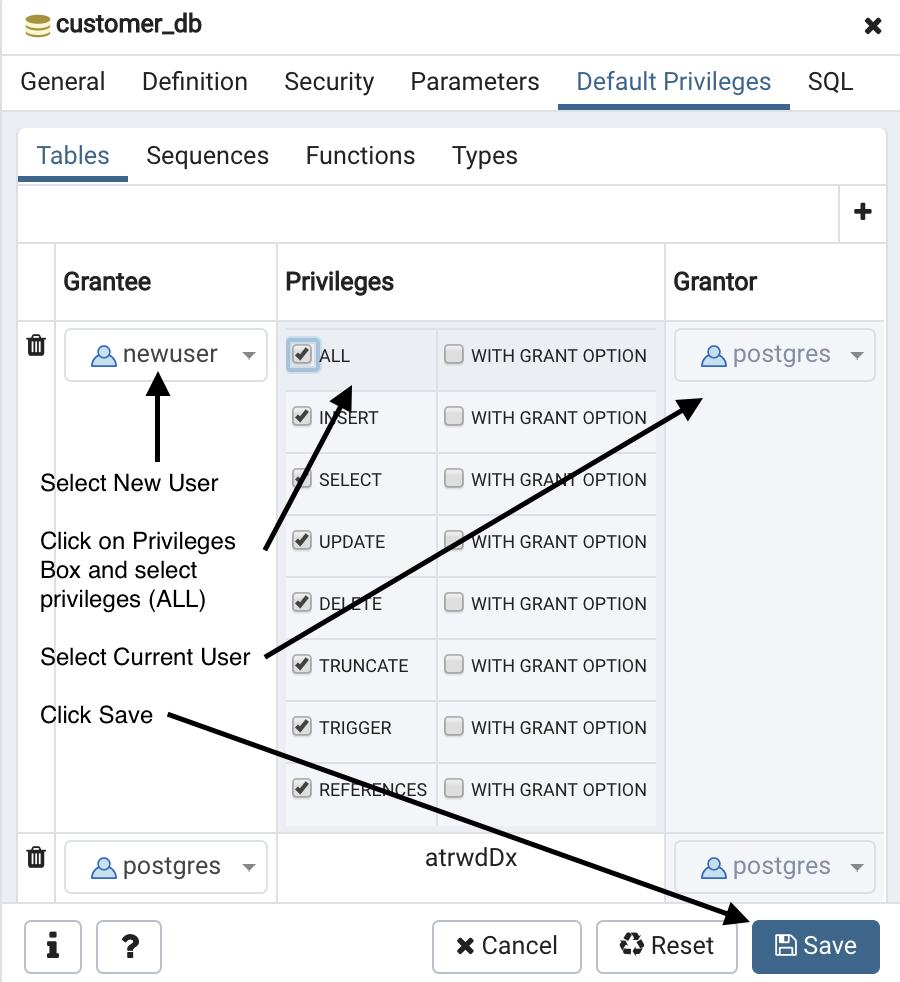 customer_db
General Definition Security Parameters Default Privileges SQL
Tables Sequences Functions Types
Grantee Privileges Grantor
newuser ALL WITH GRANT OPTION postgres
INSERT WITH GRANT OPTION
SELECT WITH GRANT OPTION
UPDATE WITH GRANT OPTION
DELETE WITH GRANT OPTION
TRUNCATE WITH GRANT OPTION
TRIGGER WITH GRANT OPTION
REFERENCES WITH GRANT OPTION
Select New User
Click on Privileges
Box and select
privileges (ALL)
Select Current User
Click Save
postgres atrwdDx postgres
i ? Cancel Reset Save